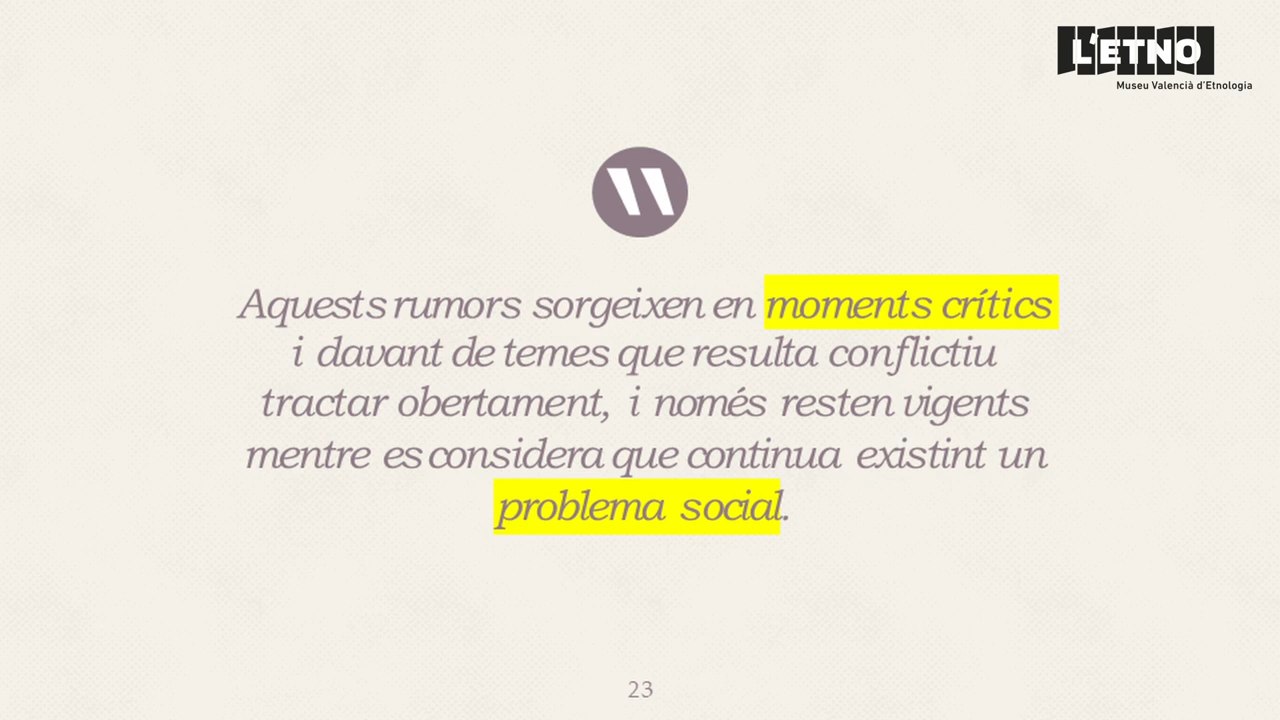 L'ETNO
Museu Valencià d'Etnologia
Aquests rumors sorgeixen en moments crítics
i davant de temes que resulta conflictiu
tractar obertament, i només resten vigents
mentre es considera que continua existint un
problema social.
23